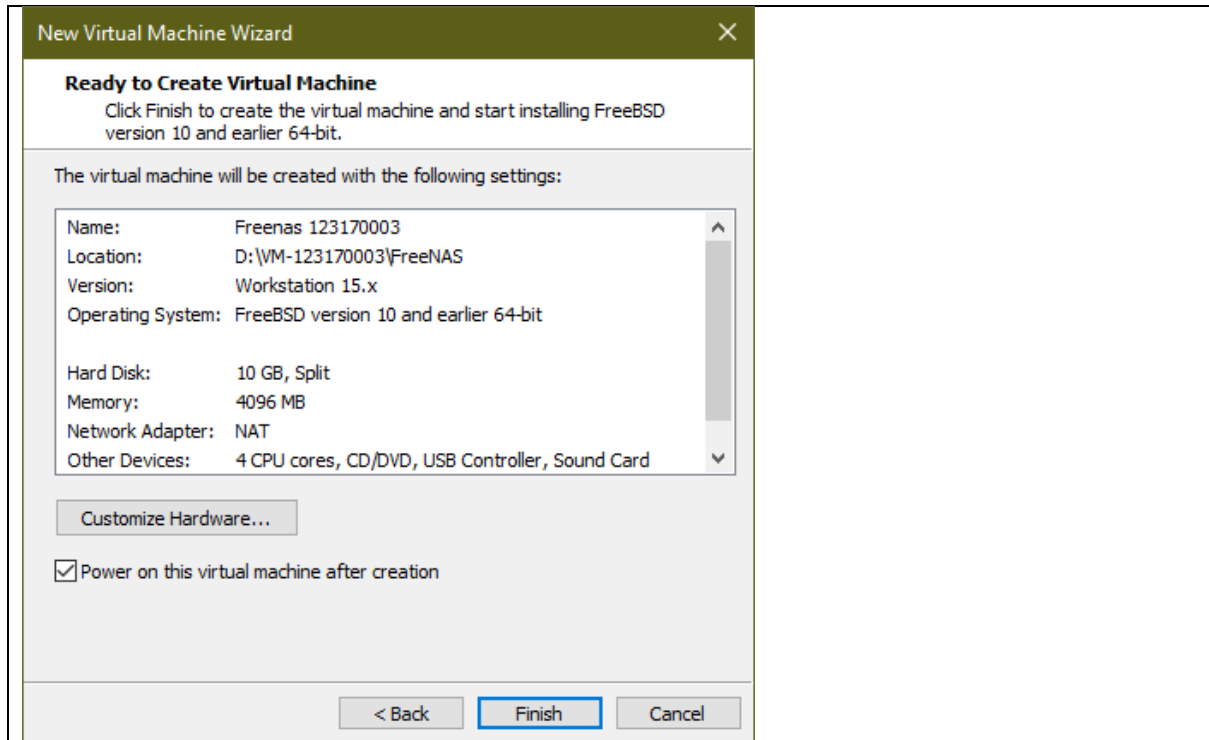 New Virtual Machine Wizard
Ready to Create Virtual Machine
Click Finish to create the virtual machine and start installing FreeBSD
version 10 and earlier 64-bit.
The virtual machine will be created with the following settings:
Name: Freenas 123170003
Location: D:\VM-123170003\FreeNAS
Version: Workstation 15.x
Operating System: FreeBSD version 10 and earlier 64-bit
Hard Disk: 10 GB, Split
Memory: 4096 MB
Network Adapter: NAT
Other Devices: 4 CPU cores, CD/DVD, USB Controller, Sound Card
Customize Hardware...
Power on this virtual machine after creation
< Back Finish Cancel